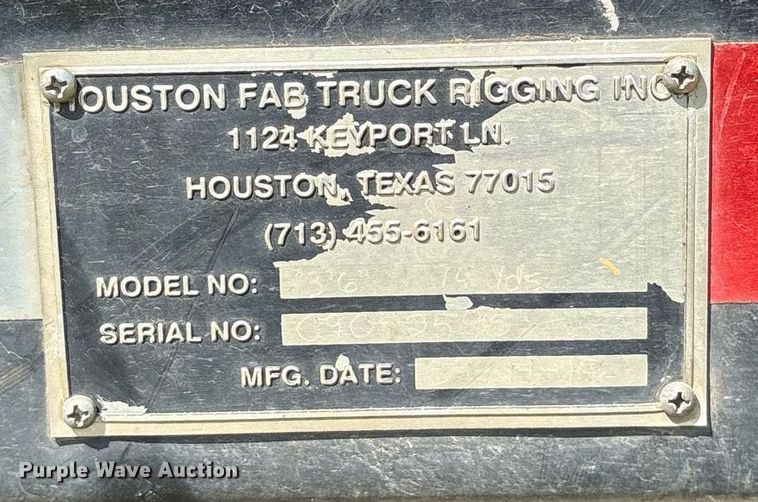 HOUSTON FAB TRUCK RIGGING INC.
1124 KEYPORT LN.
HOUSTON, TEXAS 77015
(713) 455-6161
MODEL NO:
SERIAL NO:
MFG. DATE:
Purple Wave Auction